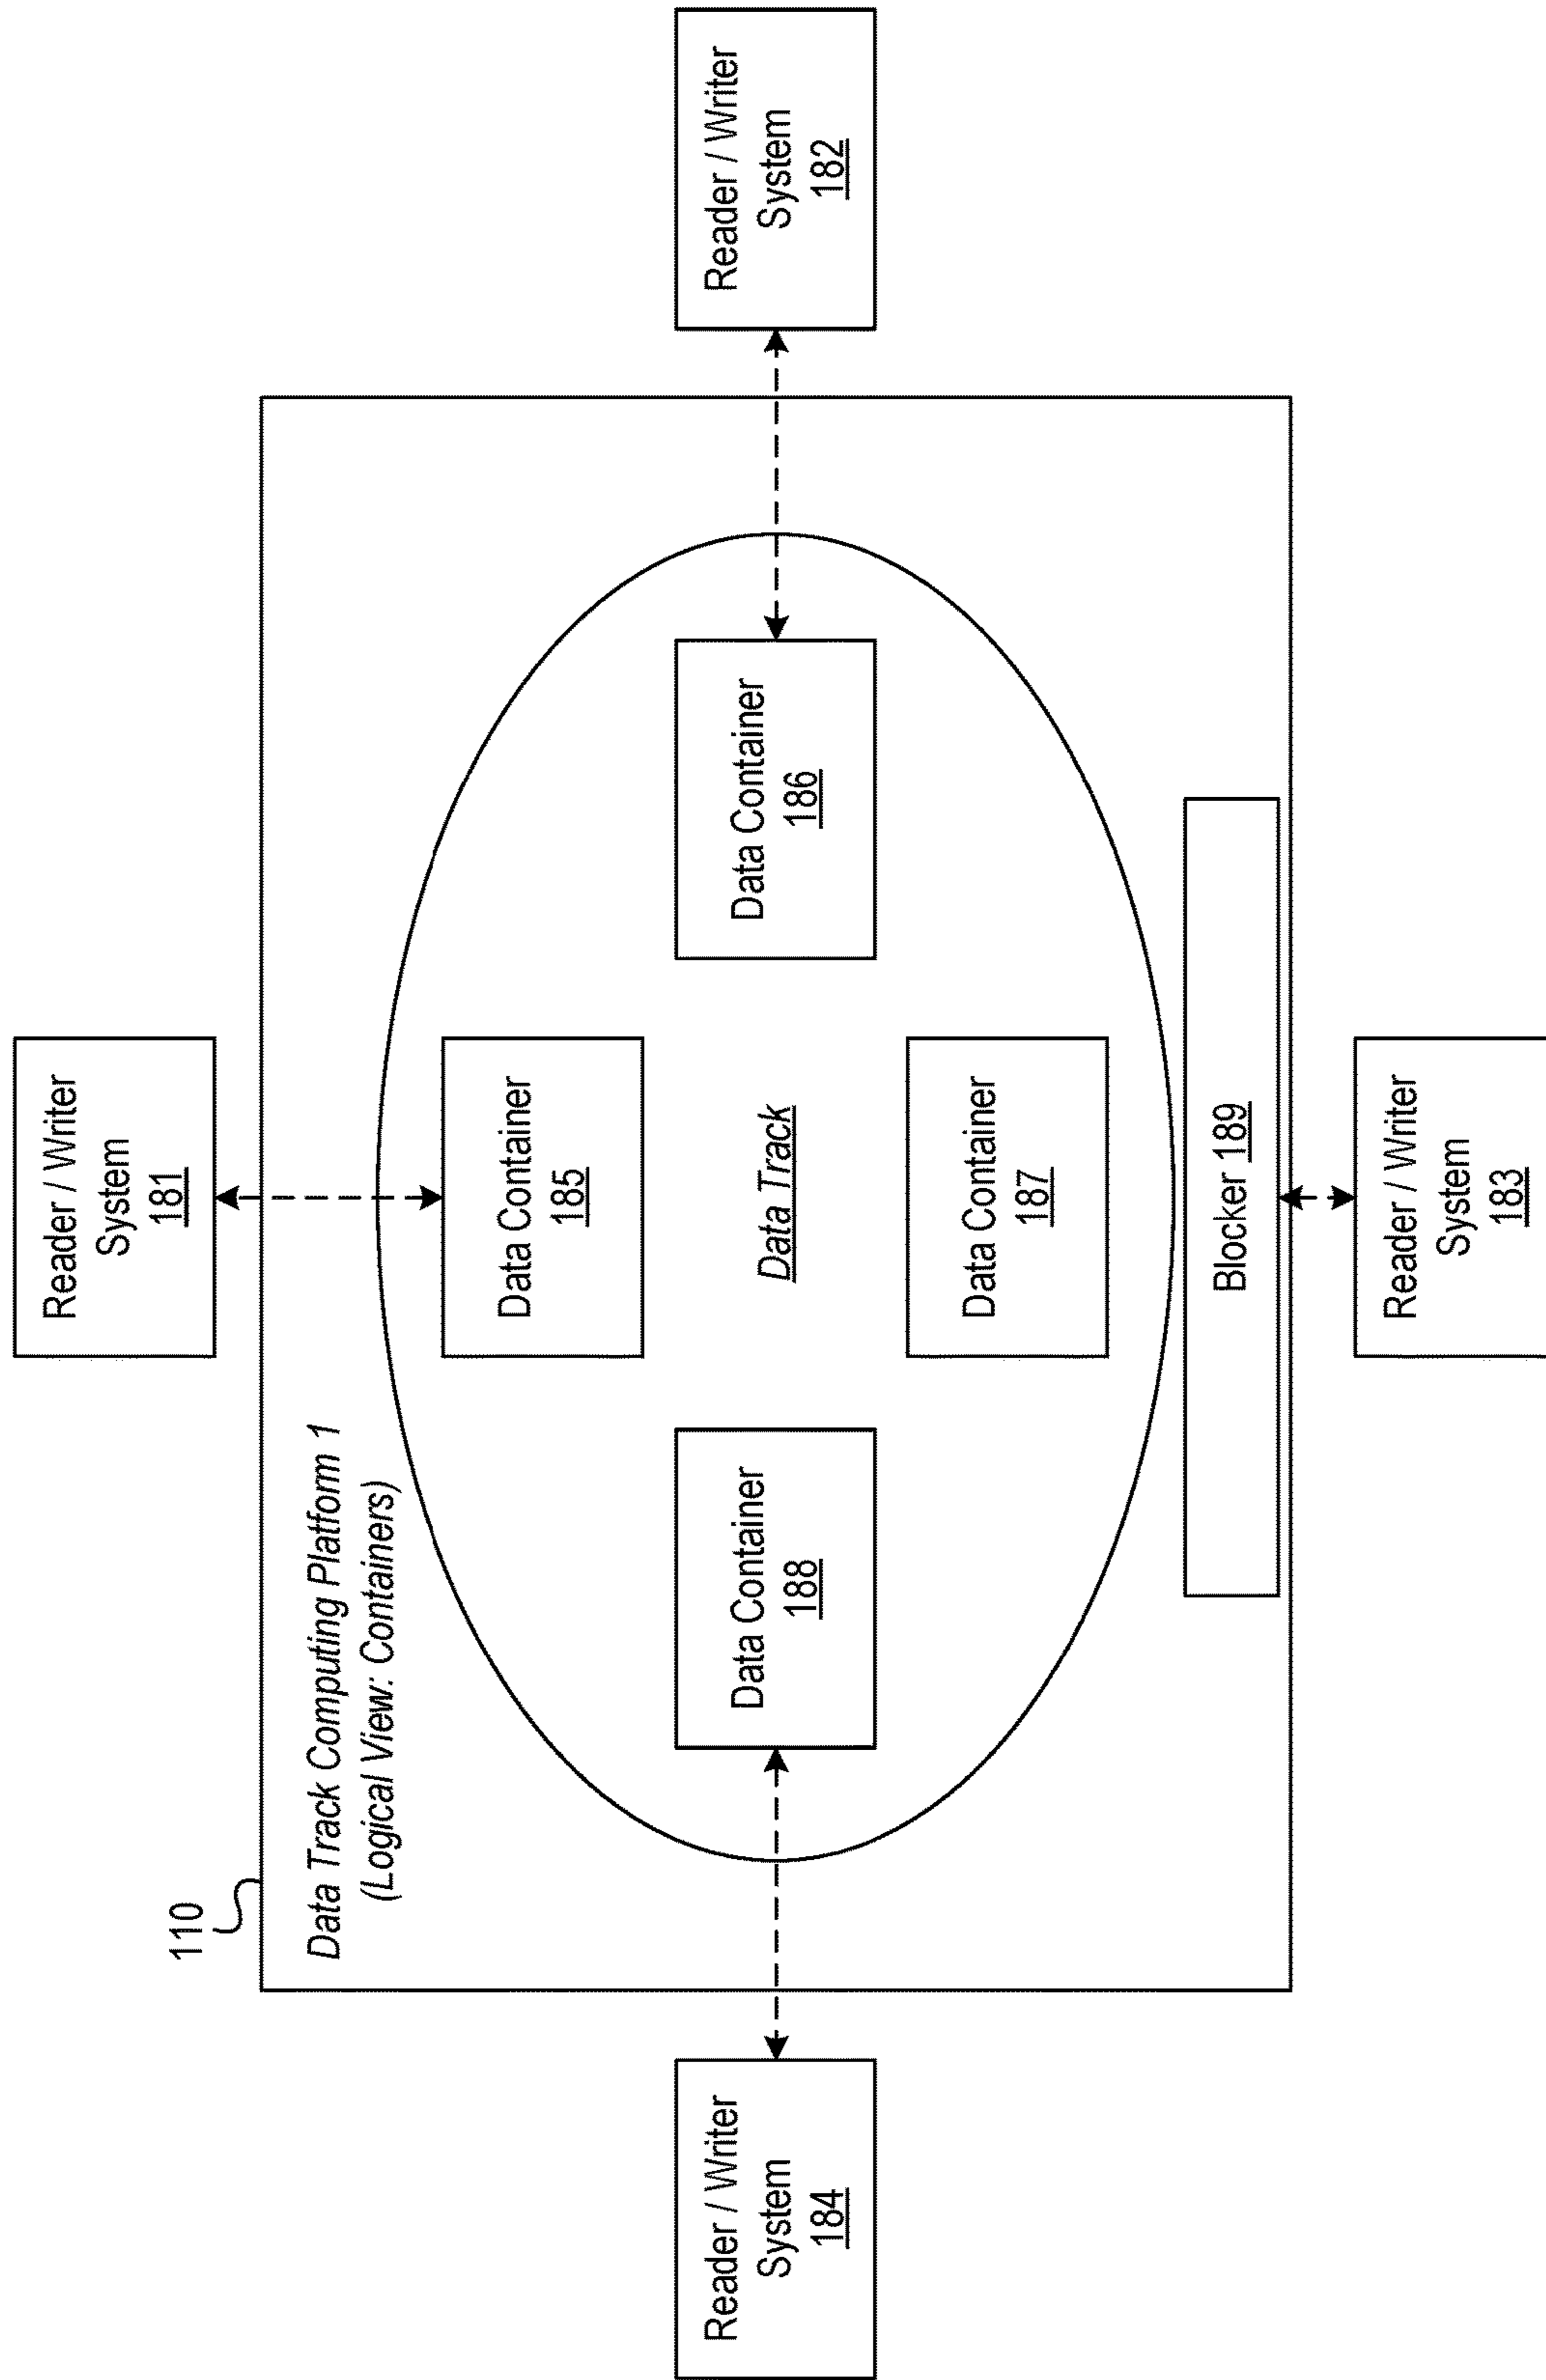 Reader / Writer
System
181
110
Data Track Computing Platform 1
(Logical View: Containers)
Data Container
185
Reader / Writer
System
184
Data Container
188
Data Track
Data Container
186
Reader / Writer
System
182
Data Container
187
Blocker 189
Reader / Writer
System
183